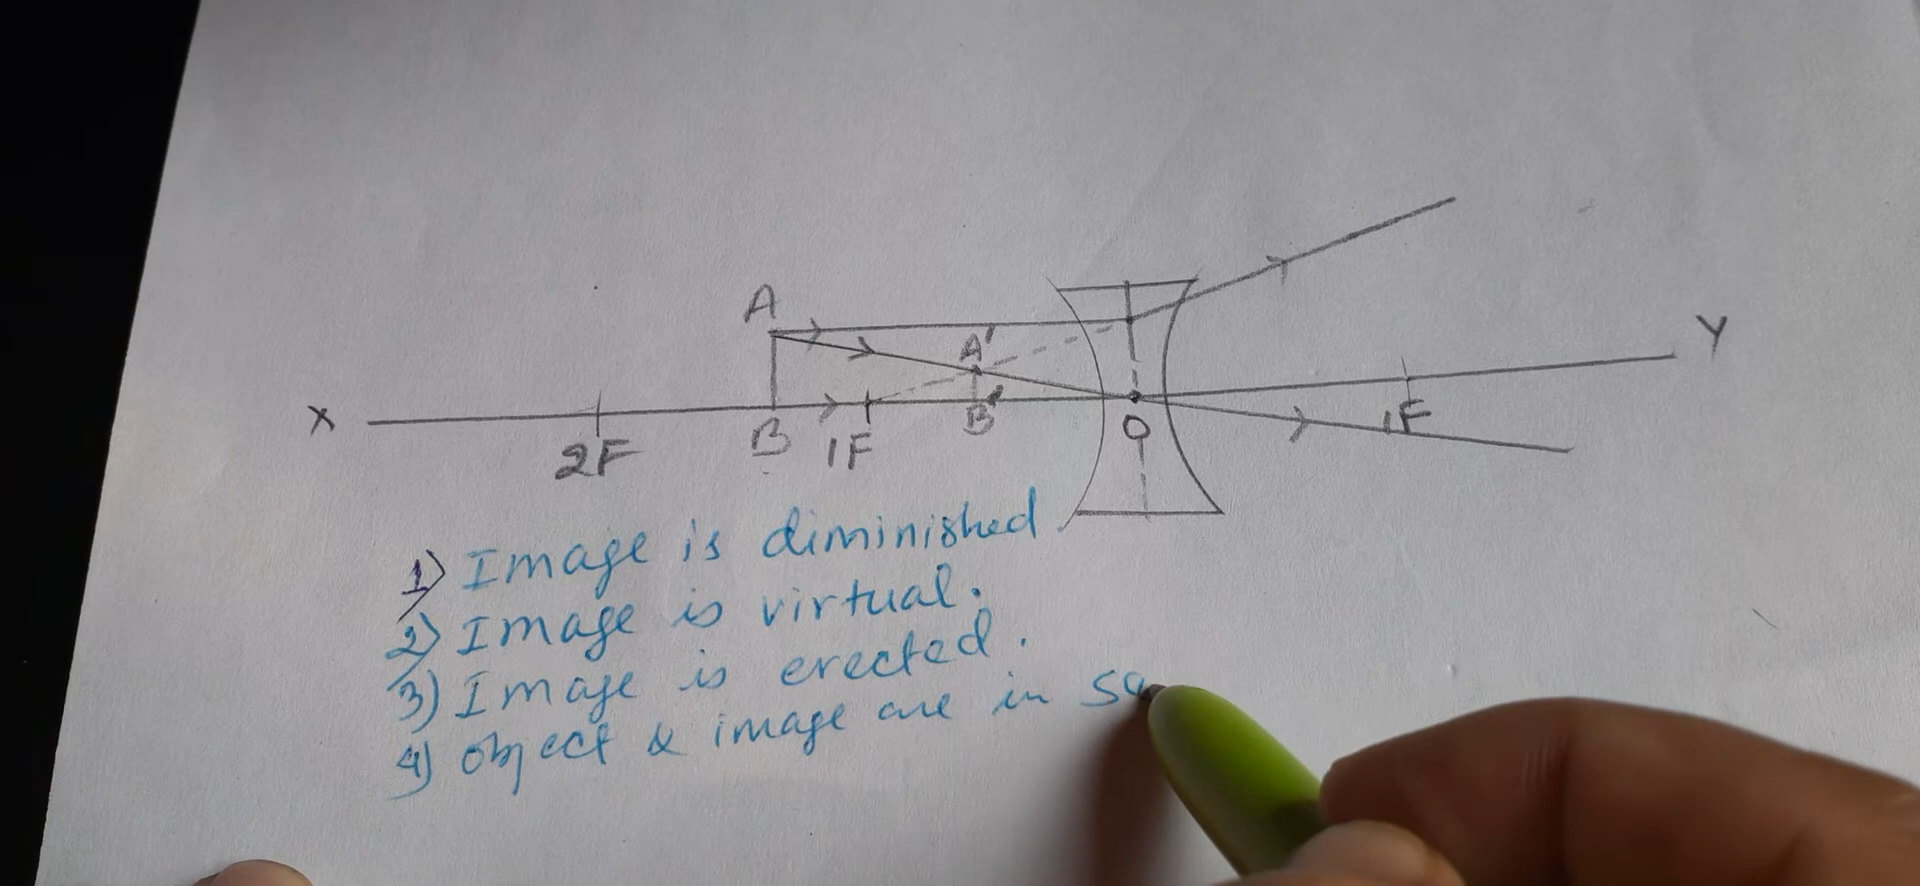 A
A'
Y
X
2F
B
1F
B'
O
1F
1) Image is diminished
2) Image is virtual.
3) Image is erected.
4) object & image are in